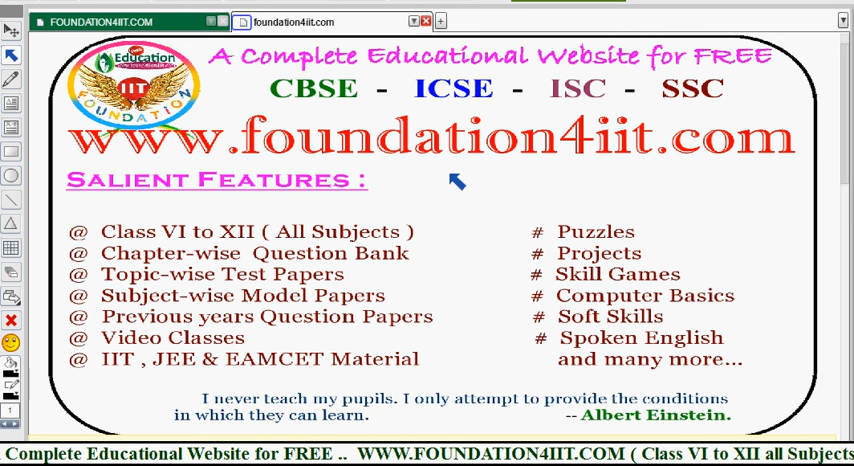 FOUNDATION4IIT.COM
foundation4iit.com
Education
IIT
FOUNDATION
A Complete Educational Website for FREE
CBSE - ICSE - ISC - SSC
www.foundation4iit.com
SALIENT FEATURES :
@ Class VI to XII ( All Subjects )
@ Chapter-wise Question Bank
@ Topic-wise Test Papers
@ Subject-wise Model Papers
@ Previous years Question Papers
@ Video Classes
@ IIT , JEE & EAMCET Material
# Puzzles
# Projects
# Skill Games
# Computer Basics
# Soft Skills
# Spoken English
and many more...
I never teach my pupils. I only attempt to provide the conditions
in which they can learn.
-- Albert Einstein.
1
Complete Educational Website for FREE .. WWW.FOUNDATION4IIT.COM ( Class VI to XII all Subjects